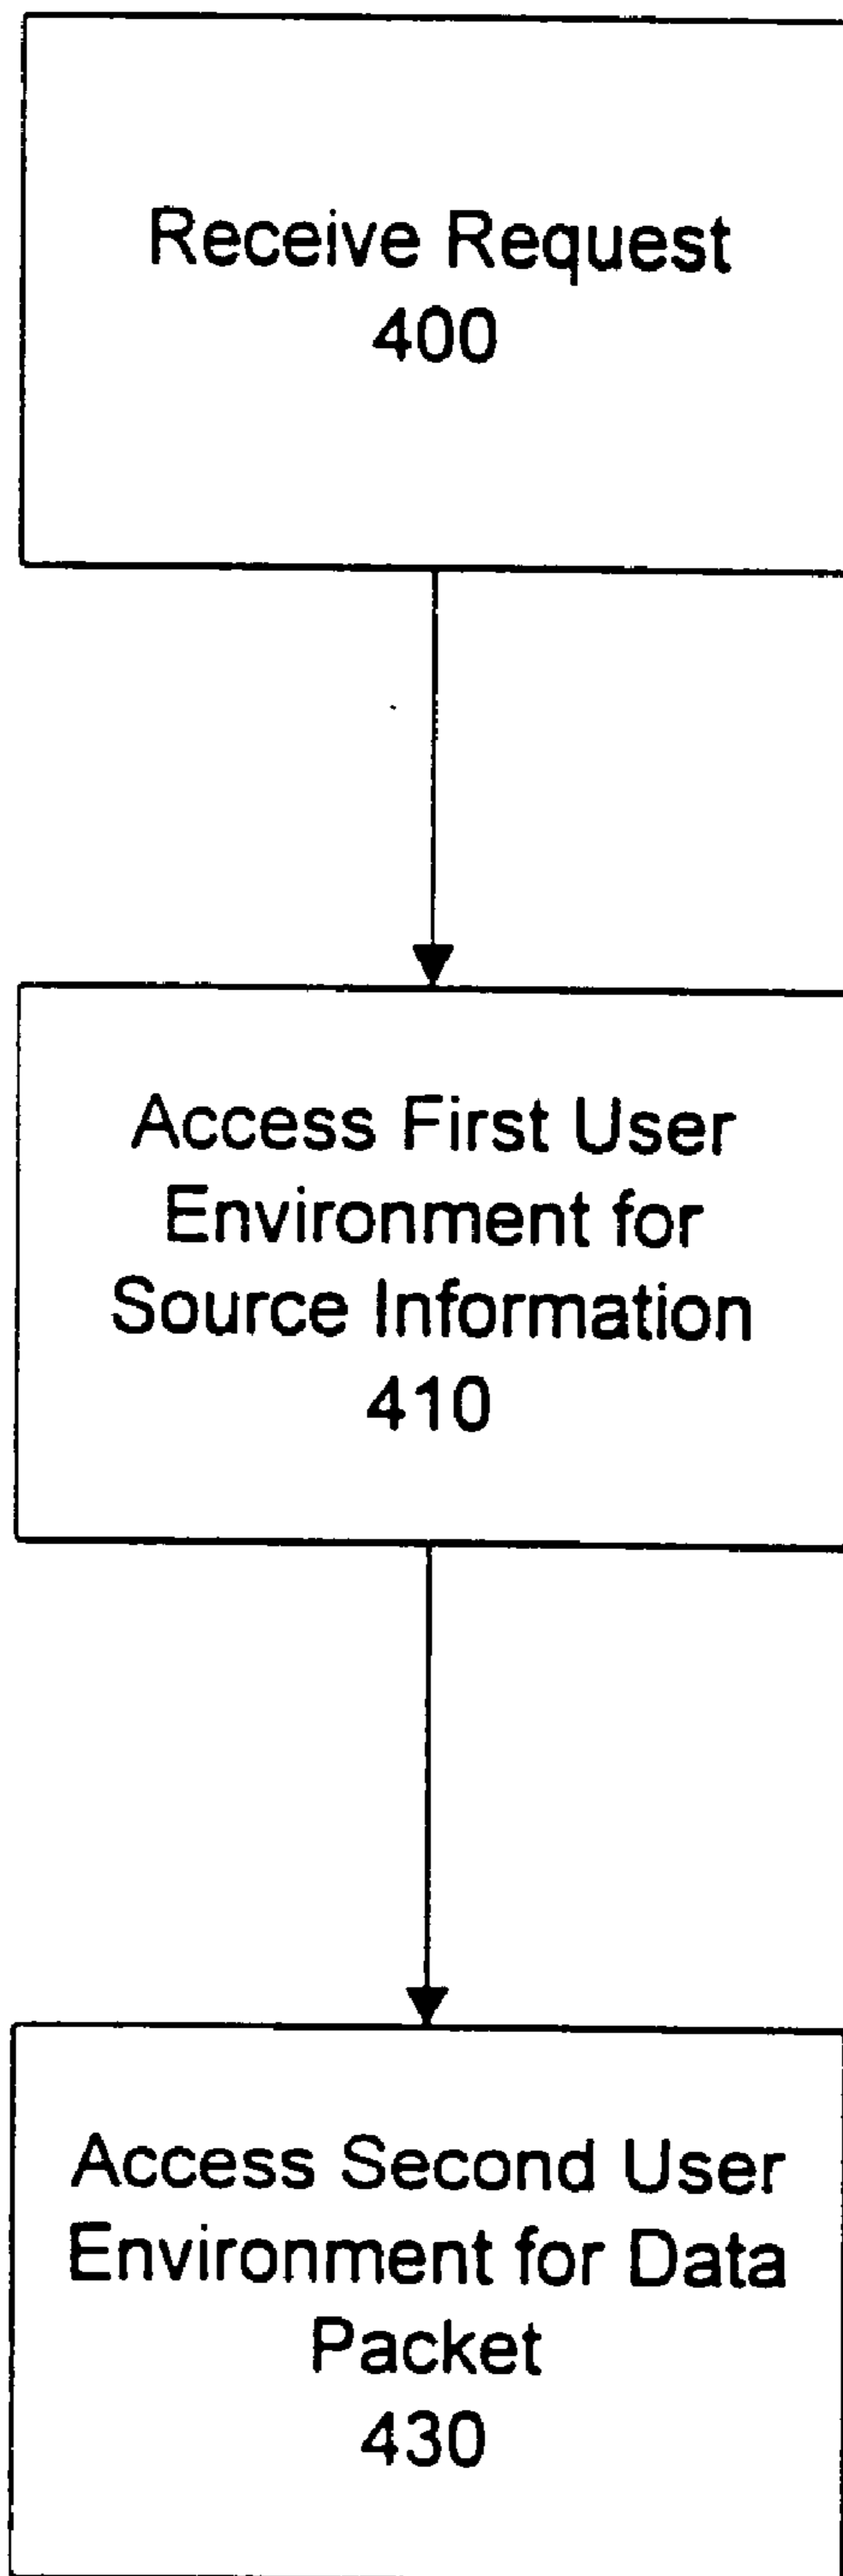 Receive Request
400
Access First User
Environment for
Source Information
410
Access Second User
Environment for Data
Packet
430